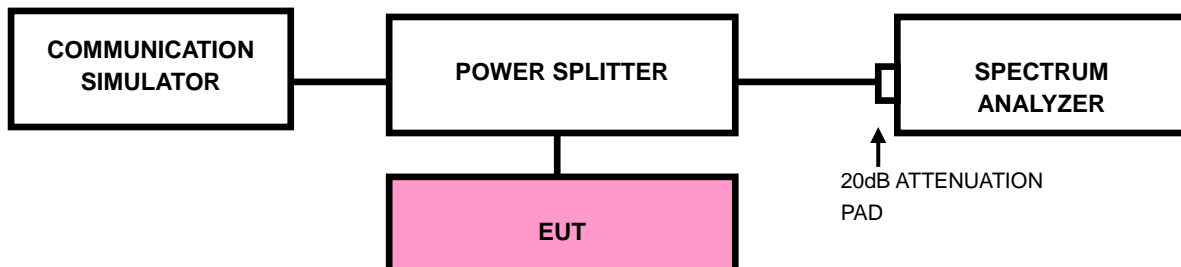 COMMUNICATION
SIMULATOR
POWER SPLITTER
SPECTRUM
ANALYZER
20dB ATTENUATION
PAD
EUT